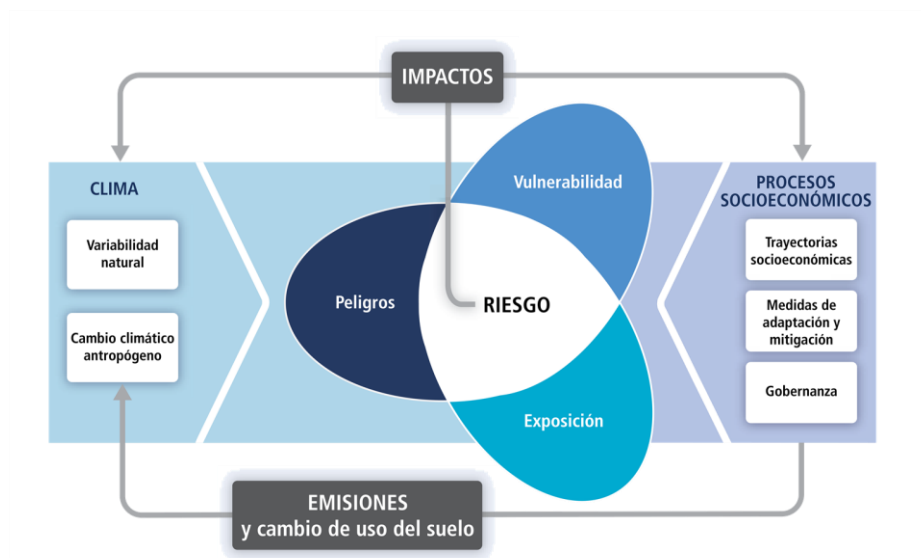 IMPACTOS
CLIMA
Variabilidad
natural
Cambio climático
antropógeno
Vulnerabilidad
Peligros
RIESGO
Exposición
PROCESOS
SOCIOECONÓMICOS
Trayectorias
socioeconómicas
Medidas de
adaptación y
mitigación
Gobernanza
EMISIONES
y cambio de uso del suelo